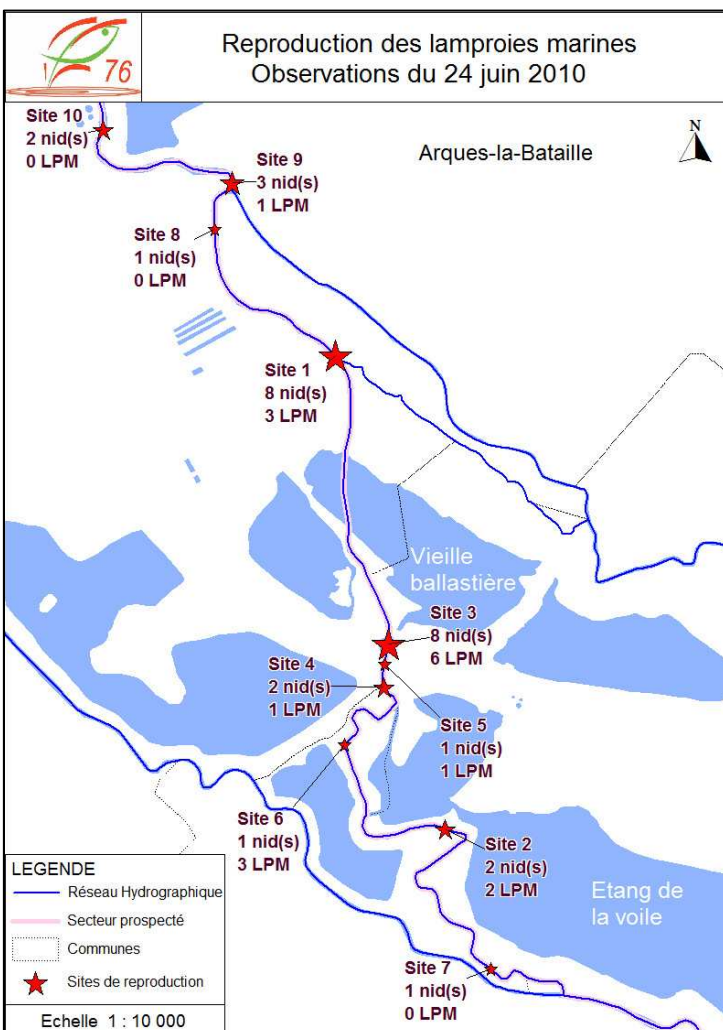 76
Reproduction des lamproies marines
Observations du 24 juin 2010
Site 10
2 nid(s)
0 LPM
Site 9
3 nid(s)
1 LPM
Arques-la-Bataille
N
Site 8
1 nid(s)
0 LPM
Site 1
8 nid(s)
3 LPM
Vieille
ballastière
Site 3
8 nid(s)
6 LPM
Site 4
2 nid(s)
1 LPM
Site 5
1 nid(s)
1 LPM
Site 6
1 nid(s)
3 LPM
Site 2
2 nid(s)
2 LPM
Etang de
la voile
Site 7
1 nid(s)
0 LPM
LEGENDE
Réseau Hydrographique
Secteur prospecté
Communes
Sites de reproduction
Echelle 1 : 10 000